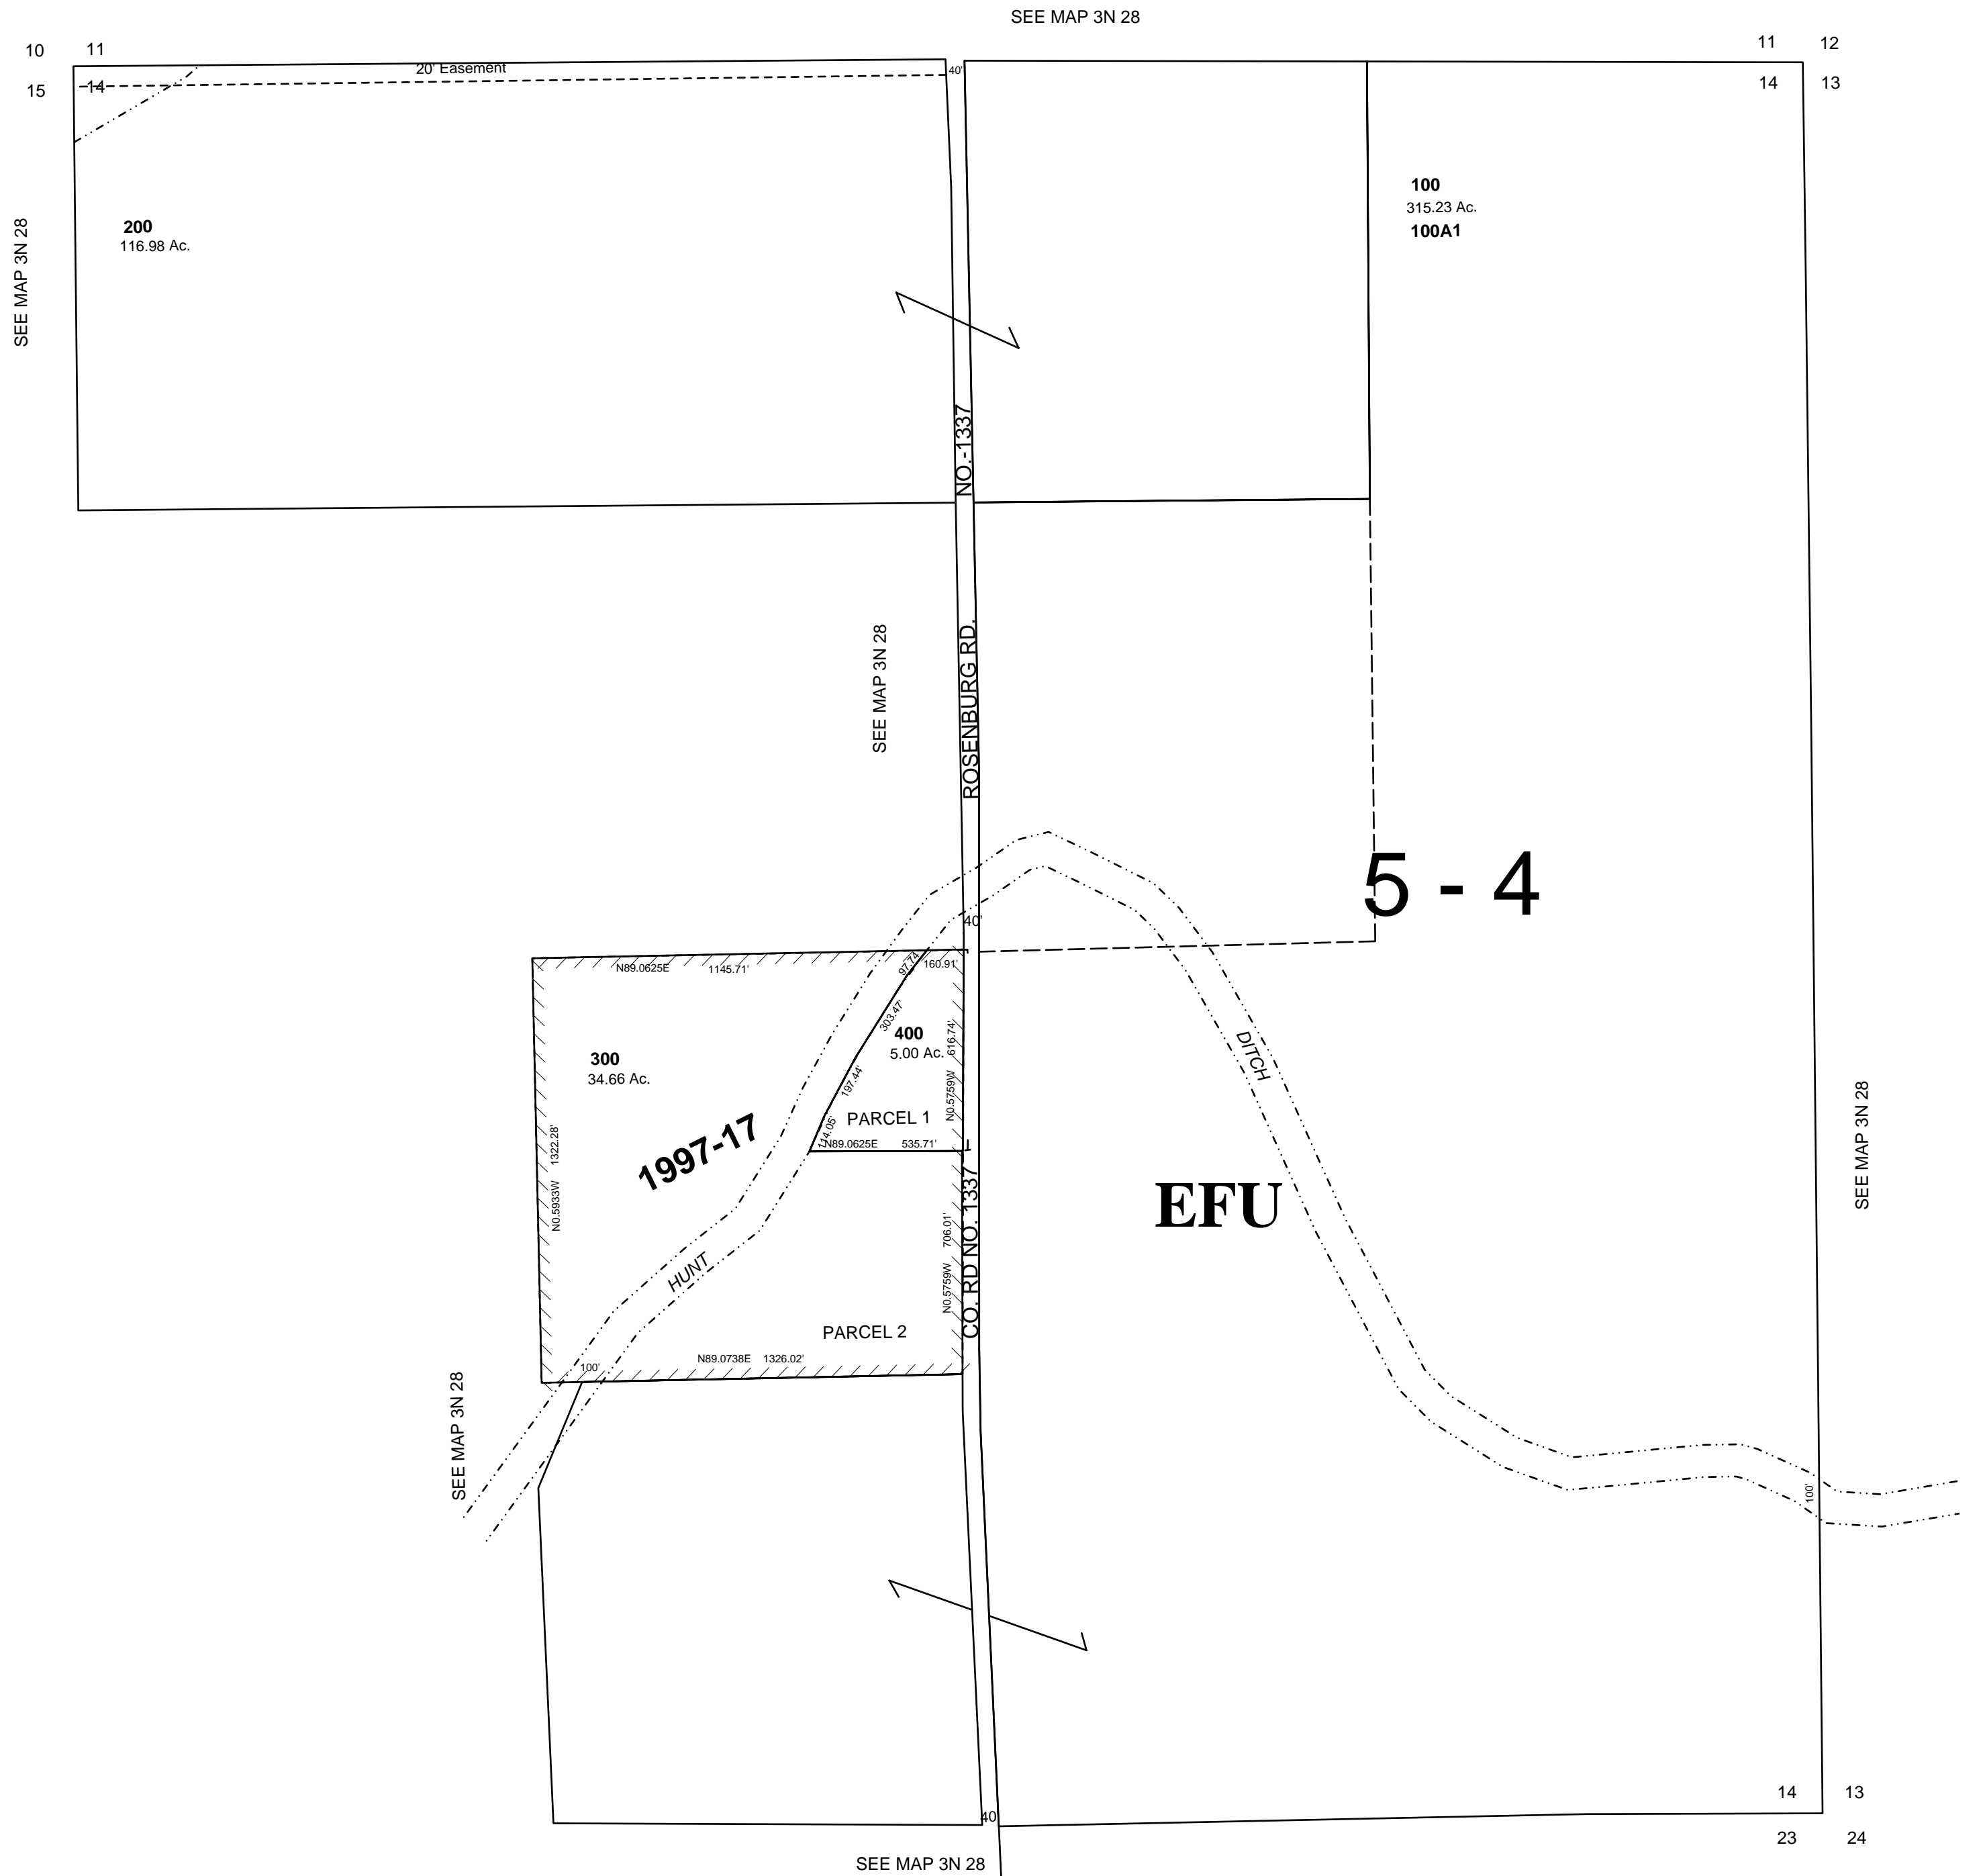 SEE MAP 3N 28
10
11
11
12
15
14
20' Easement
40'
14
13
100
315.23 Ac.
100A1
200
116.98 Ac.
SEE MAP 3N 28
NO.-1337
SEE MAP 3N 28
ROSENBURG RD.
5 - 4
40'
N89.0625E
1145.71'
97.74'
160.91'
303.47'
400
5.00 Ac.
616.74'
300
34.66 Ac.
197.44'
N0.5759W
PARCEL 1
114.05'
N89.0625E
535.71'
DITCH
1322.28'
1997-17
N0.5933W
SEE MAP 3N 28
EFU
CO. RD NO. 1337
706.01'
HUNT
N0.5759W
PARCEL 2
N89.0738E
1326.02'
100'
SEE MAP 3N 28
100'
14
13
40'
23
24
SEE MAP 3N 28